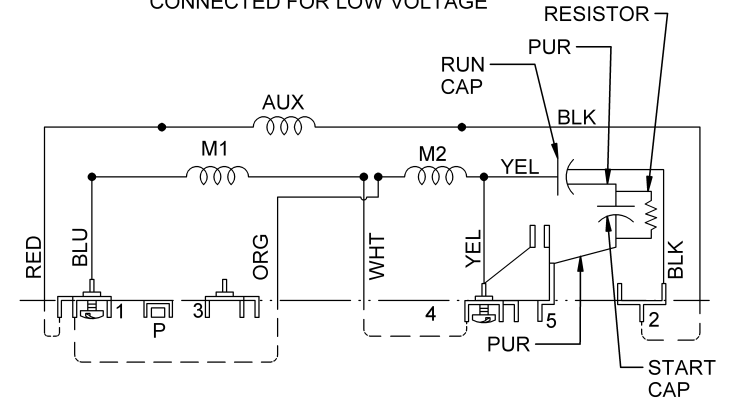 CONNECTED FOR LOW VOLTAGE
RESISTOR
PUR
RUN
CAP
AUX
BLK
M1
M2
YEL
RED
BLU
ORG
WHT
YEL
BLK
1
P
3
4
5
2
PUR
START
CAP